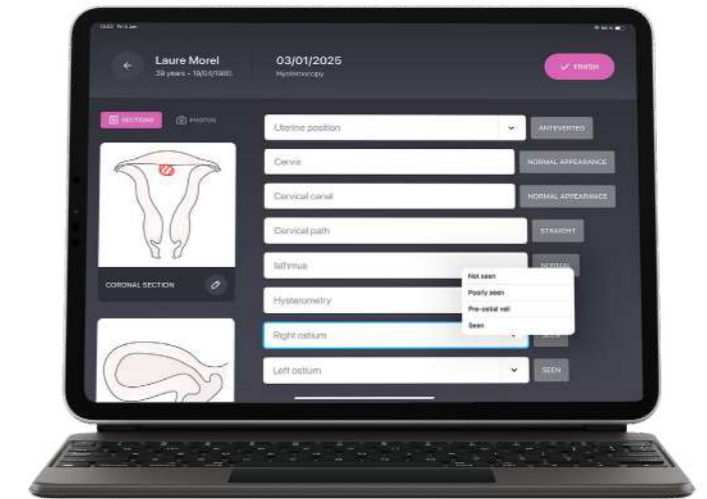 Laure Morel
03/01/2025
39 years - 19/04/1985
Hysteroscopy
FINISH
SECTIONS
PHOTOS
Uterine position
ANTEVERTED
Cervix
NORMAL APPEARANCE
Cervical canal
NORMAL APPEARANCE
Cervical path
STRAIGHT
Isthmus
NORMAL
Not seen
Poorly seen
Pre-ostial veil
Seen
CORONAL SECTION
Hysterometry
Right ostium
SEEN
Left ostium
SEEN